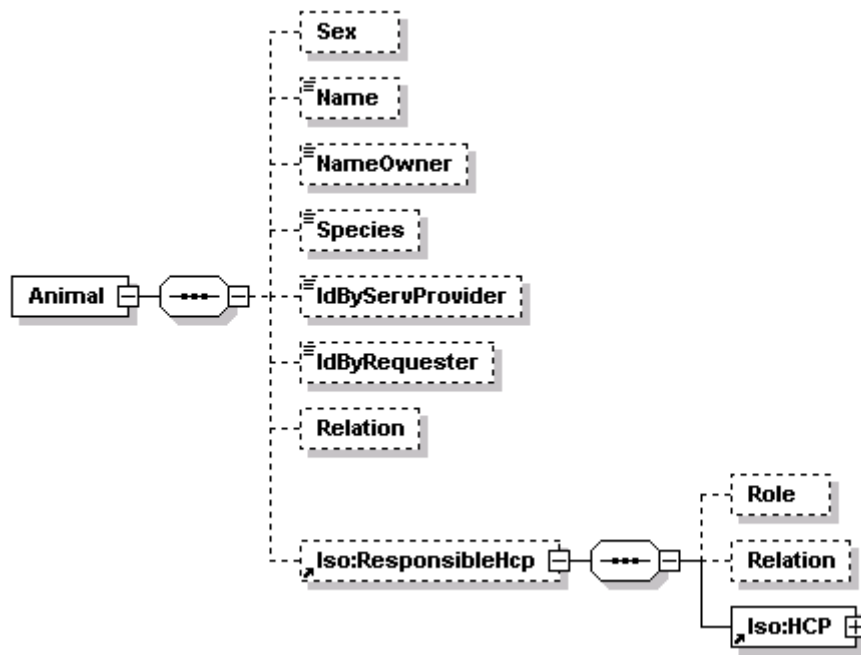 Sex
Name
NameOwner
Species
Animal
IdByServProvider
IdByRequester
Relation
Role
Iso:ResponsibleHcp
Relation
Iso:HCP